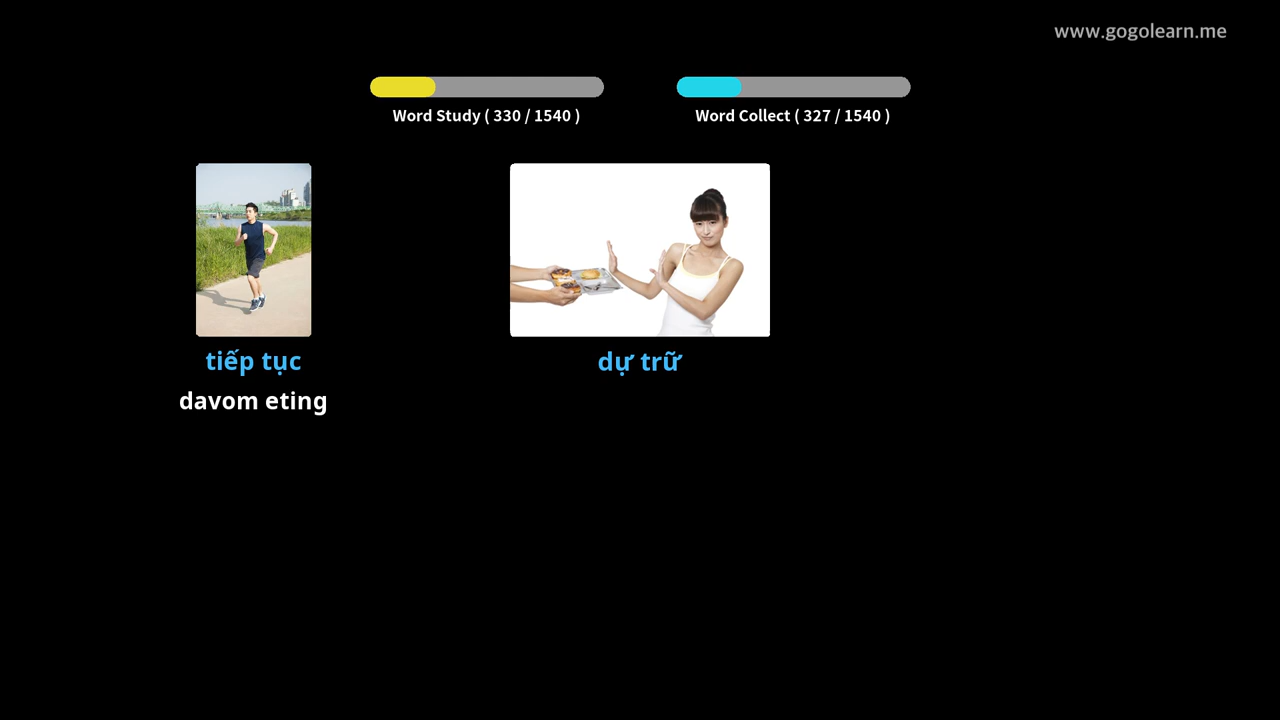 www.gogolearn.me
Word Study ( 330 / 1540 )
Word Collect ( 327 / 1540 )
tiếp tục
davom eting
dự trữ